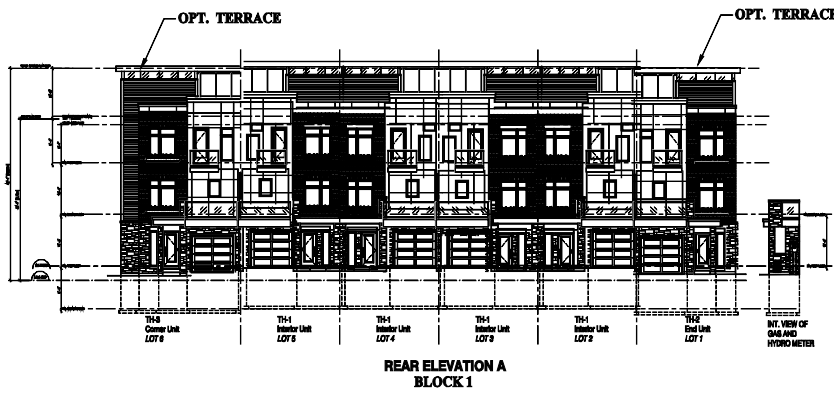 OPT. TERRACE
OPT. TERRACE
TH-3
Corner Unit
LOT 6
TH-1
Interior Unit
LOT 5
TH-1
Interior Unit
LOT 4
TH-1
Interior Unit
LOT 3
TH-1
Interior Unit
LOT 2
TH-2
End Unit
LOT 1
INT. VIEW OF
GAS AND
HYDRO METER
REAR ELEVATION A
BLOCK 1